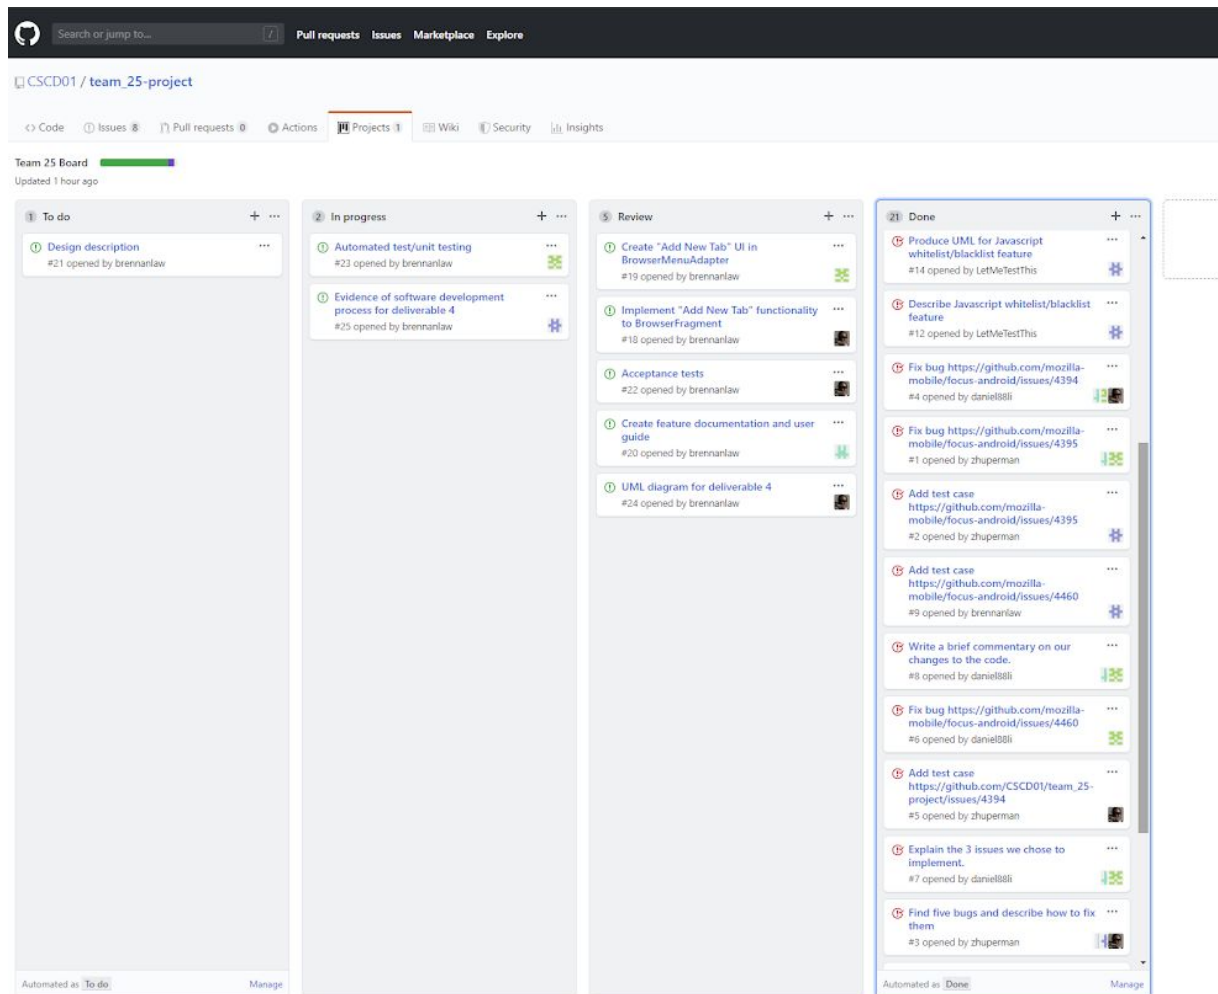 Search or jump to... /
Pull requests Issues Marketplace Explore
CSCD01 / team_25-project
Code Issues 8 Pull requests 0 Actions Projects 1 Wiki Security Insights
Team 25 Board
Updated 1 hour ago
1 To do + ...
Design description ...
#21 opened by brennanlaw
Automated as To do Manage
2 In progress + ...
Automated test/unit testing ...
#23 opened by brennanlaw
Evidence of software development ...
process for deliverable 4
#25 opened by brennanlaw
5 Review + ...
Create "Add New Tab" UI in ...
BrowserMenuAdapter
#19 opened by brennanlaw
Implement "Add New Tab" functionality ...
to BrowserFragment
#18 opened by brennanlaw
Acceptance tests ...
#22 opened by brennanlaw
Create feature documentation and user ...
guide
#20 opened by brennanlaw
UML diagram for deliverable 4 ...
#24 opened by brennanlaw
21 Done + ...
Produce UML for Javascript ...
whitelist/blacklist feature
#14 opened by LetMeTestThis
Describe Javascript whitelist/blacklist ...
feature
#12 opened by LetMeTestThis
Fix bug https://github.com/mozilla- ...
mobile/focus-android/issues/4394
#4 opened by daniel88li
Fix bug https://github.com/mozilla- ...
mobile/focus-android/issues/4395
#1 opened by zhuperman
Add test case ...
https://github.com/mozilla-
mobile/focus-android/issues/4395
#2 opened by zhuperman
Add test case ...
https://github.com/mozilla-
mobile/focus-android/issues/4460
#9 opened by brennanlaw
Write a brief commentary on our ...
changes to the code.
#8 opened by daniel88li
Fix bug https://github.com/mozilla- ...
mobile/focus-android/issues/4460
#6 opened by daniel88li
Add test case ...
https://github.com/CSCD01/team_25-
project/issues/4394
#5 opened by zhuperman
Explain the 3 issues we chose to ...
implement.
#7 opened by daniel88li
Find five bugs and describe how to fix ...
them
#3 opened by zhuperman
Automated as Done Manage